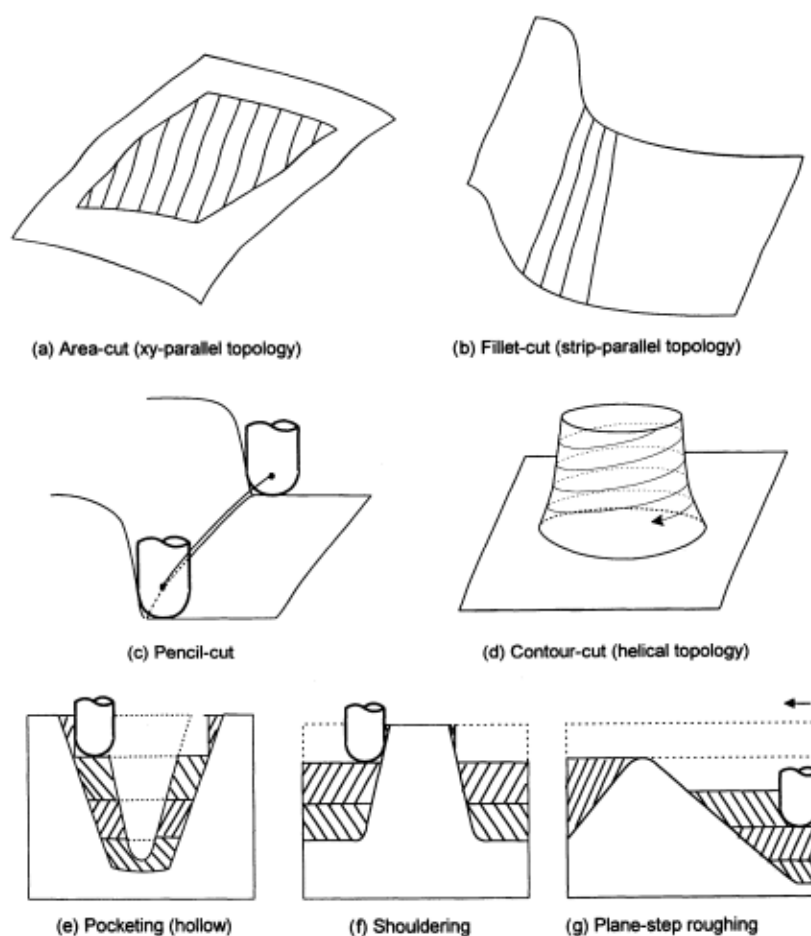 (a) Area-cut (xy-parallel topology)
(b) Fillet-cut (strip-parallel topology)
(c) Pencil-cut
(d) Contour-cut (helical topology)
(e) Pocketing (hollow)
(f) Shouldering
(g) Plane-step roughing